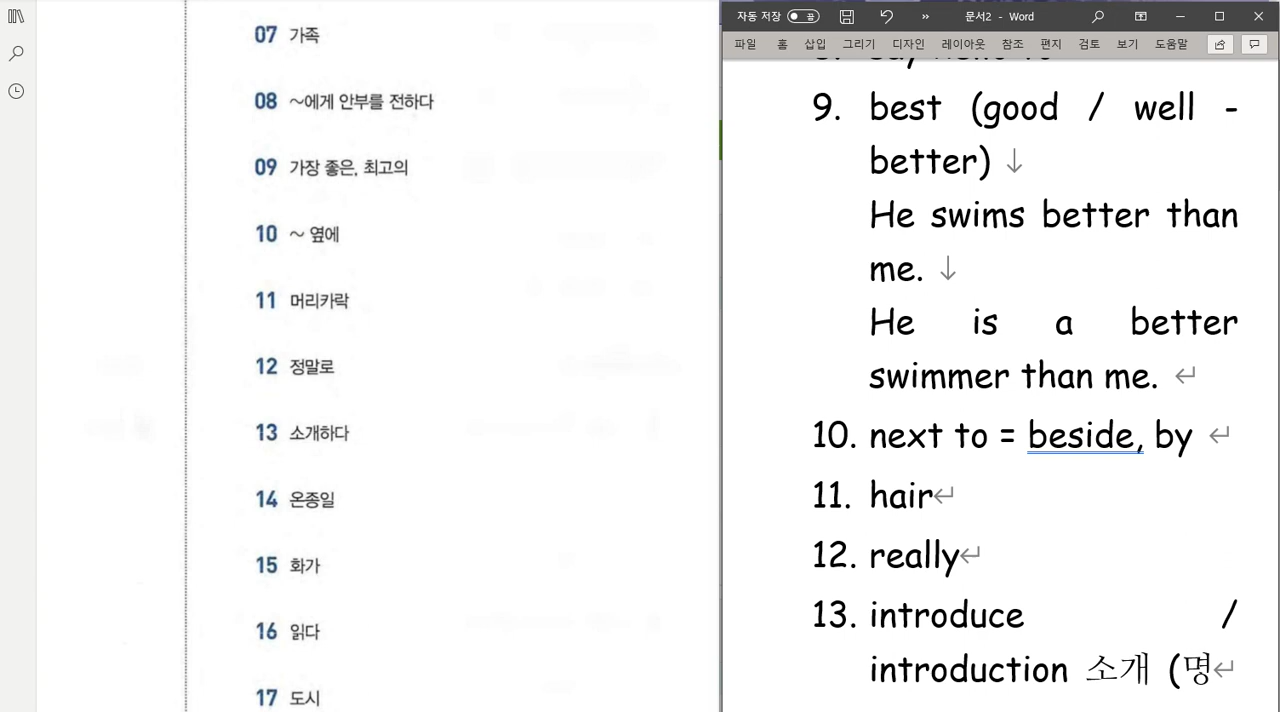 07 가족
08 ~에게 안부를 전하다
09 가장 좋은, 최고의
10 ~ 옆에
11 머리카락
12 정말로
13 소개하다
14 온종일
15 화가
16 읽다
17 도시
자동 저장 끔 문서2 - Word
파일 홈 삽입 그리기 디자인 레이아웃 참조 편지 검토 보기 도움말
9. best (good / well -
better) ↓
He swims better than
me. ↓
He is a better
swimmer than me.
10. next to = beside, by
11. hair
12. really
13. introduce /
introduction 소개 (명